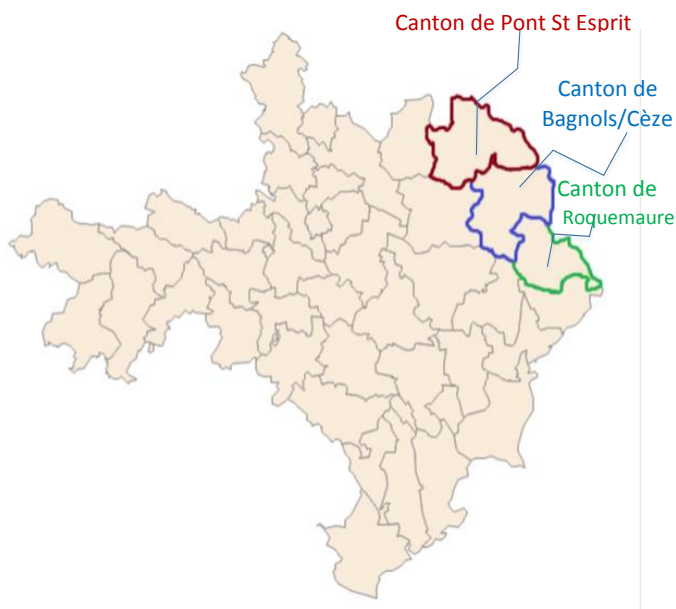 Canton de Pont St Esprit
Canton de
Bagnols/Cèze
Canton de
Roquemaure